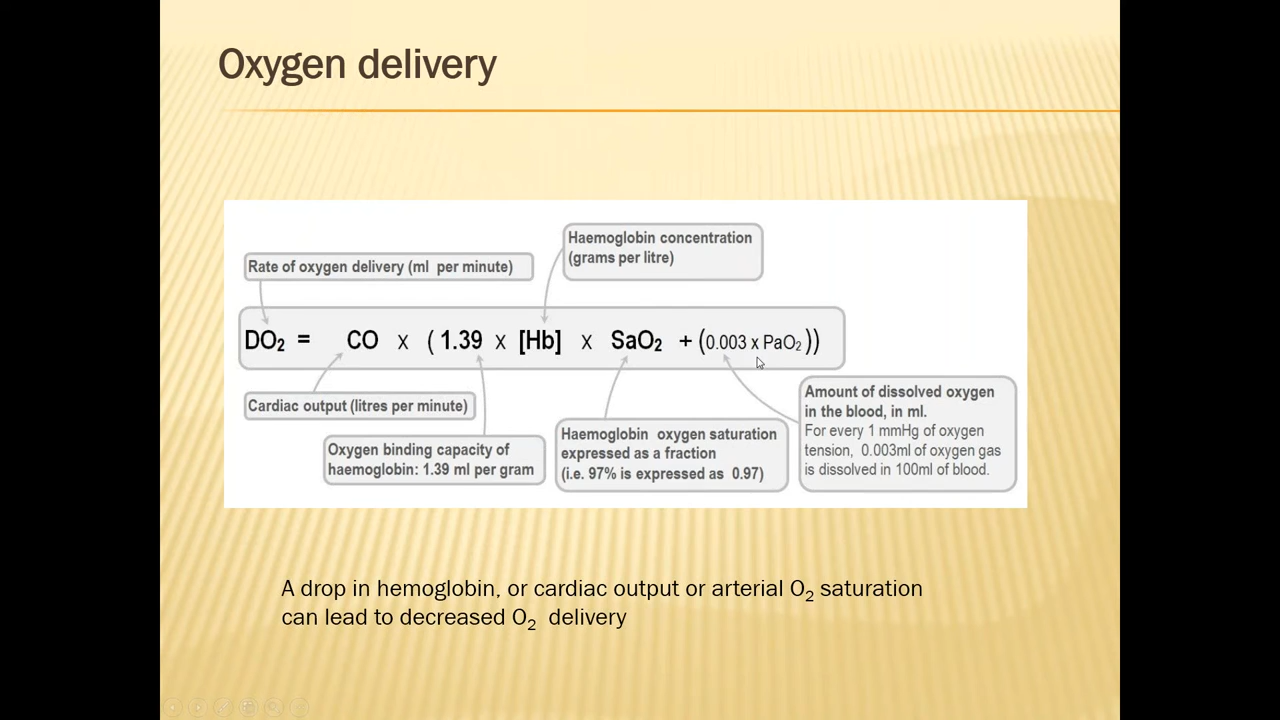 Oxygen delivery
Haemoglobin concentration
(grams per litre)
Rate of oxygen delivery (ml per minute)
DO₂ = CO x ( 1.39 x [Hb] x SaO₂ + (0.003 x PaO₂ ))
Cardiac output (litres per minute)
Oxygen binding capacity of
haemoglobin: 1.39 ml per gram
Haemoglobin oxygen saturation
expressed as a fraction
(i.e. 97% is expressed as 0.97)
Amount of dissolved oxygen
in the blood, in ml.
For every 1 mmHg of oxygen
tension, 0.003ml of oxygen gas
is dissolved in 100ml of blood.
A drop in hemoglobin, or cardiac output or arterial O₂ saturation
can lead to decreased O₂ delivery